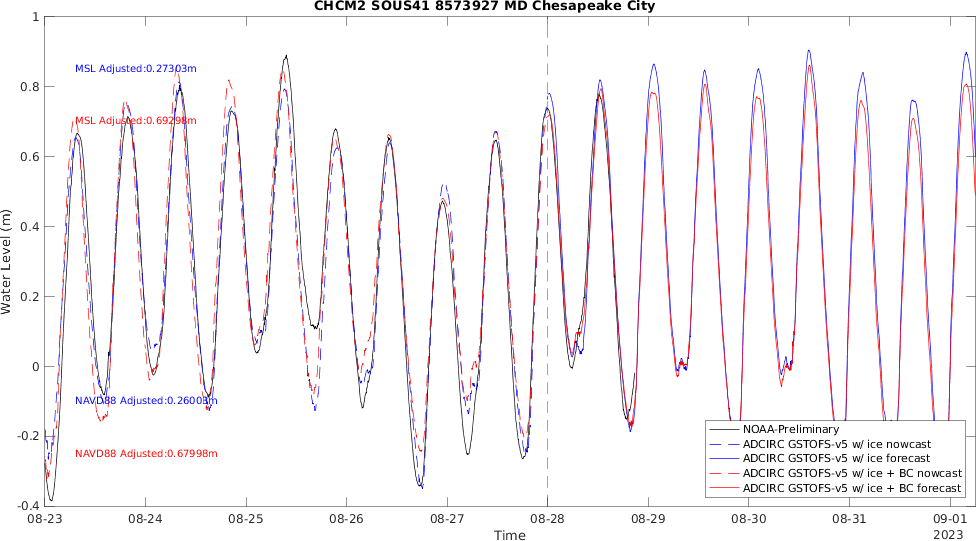 CHCM2 SOUS41 8573927 MD Chesapeake City
Water Level (m)
1
0.8
0.6
0.4
0.2
0
-0.2
-0.4
MSL Adjusted:0.27303m
MSL Adjusted:0.69298m
NAVD88 Adjusted:0.26003m
NAVD88 Adjusted:0.67998m
NOAA-Preliminary
ADCIRC GSTOFS-v5 w/ ice nowcast
ADCIRC GSTOFS-v5 w/ ice forecast
ADCIRC GSTOFS-v5 w/ ice + BC nowcast
ADCIRC GSTOFS-v5 w/ ice + BC forecast
08-23 08-24 08-25 08-26 08-27 08-28 08-29 08-30 08-31 09-01
Time
2023